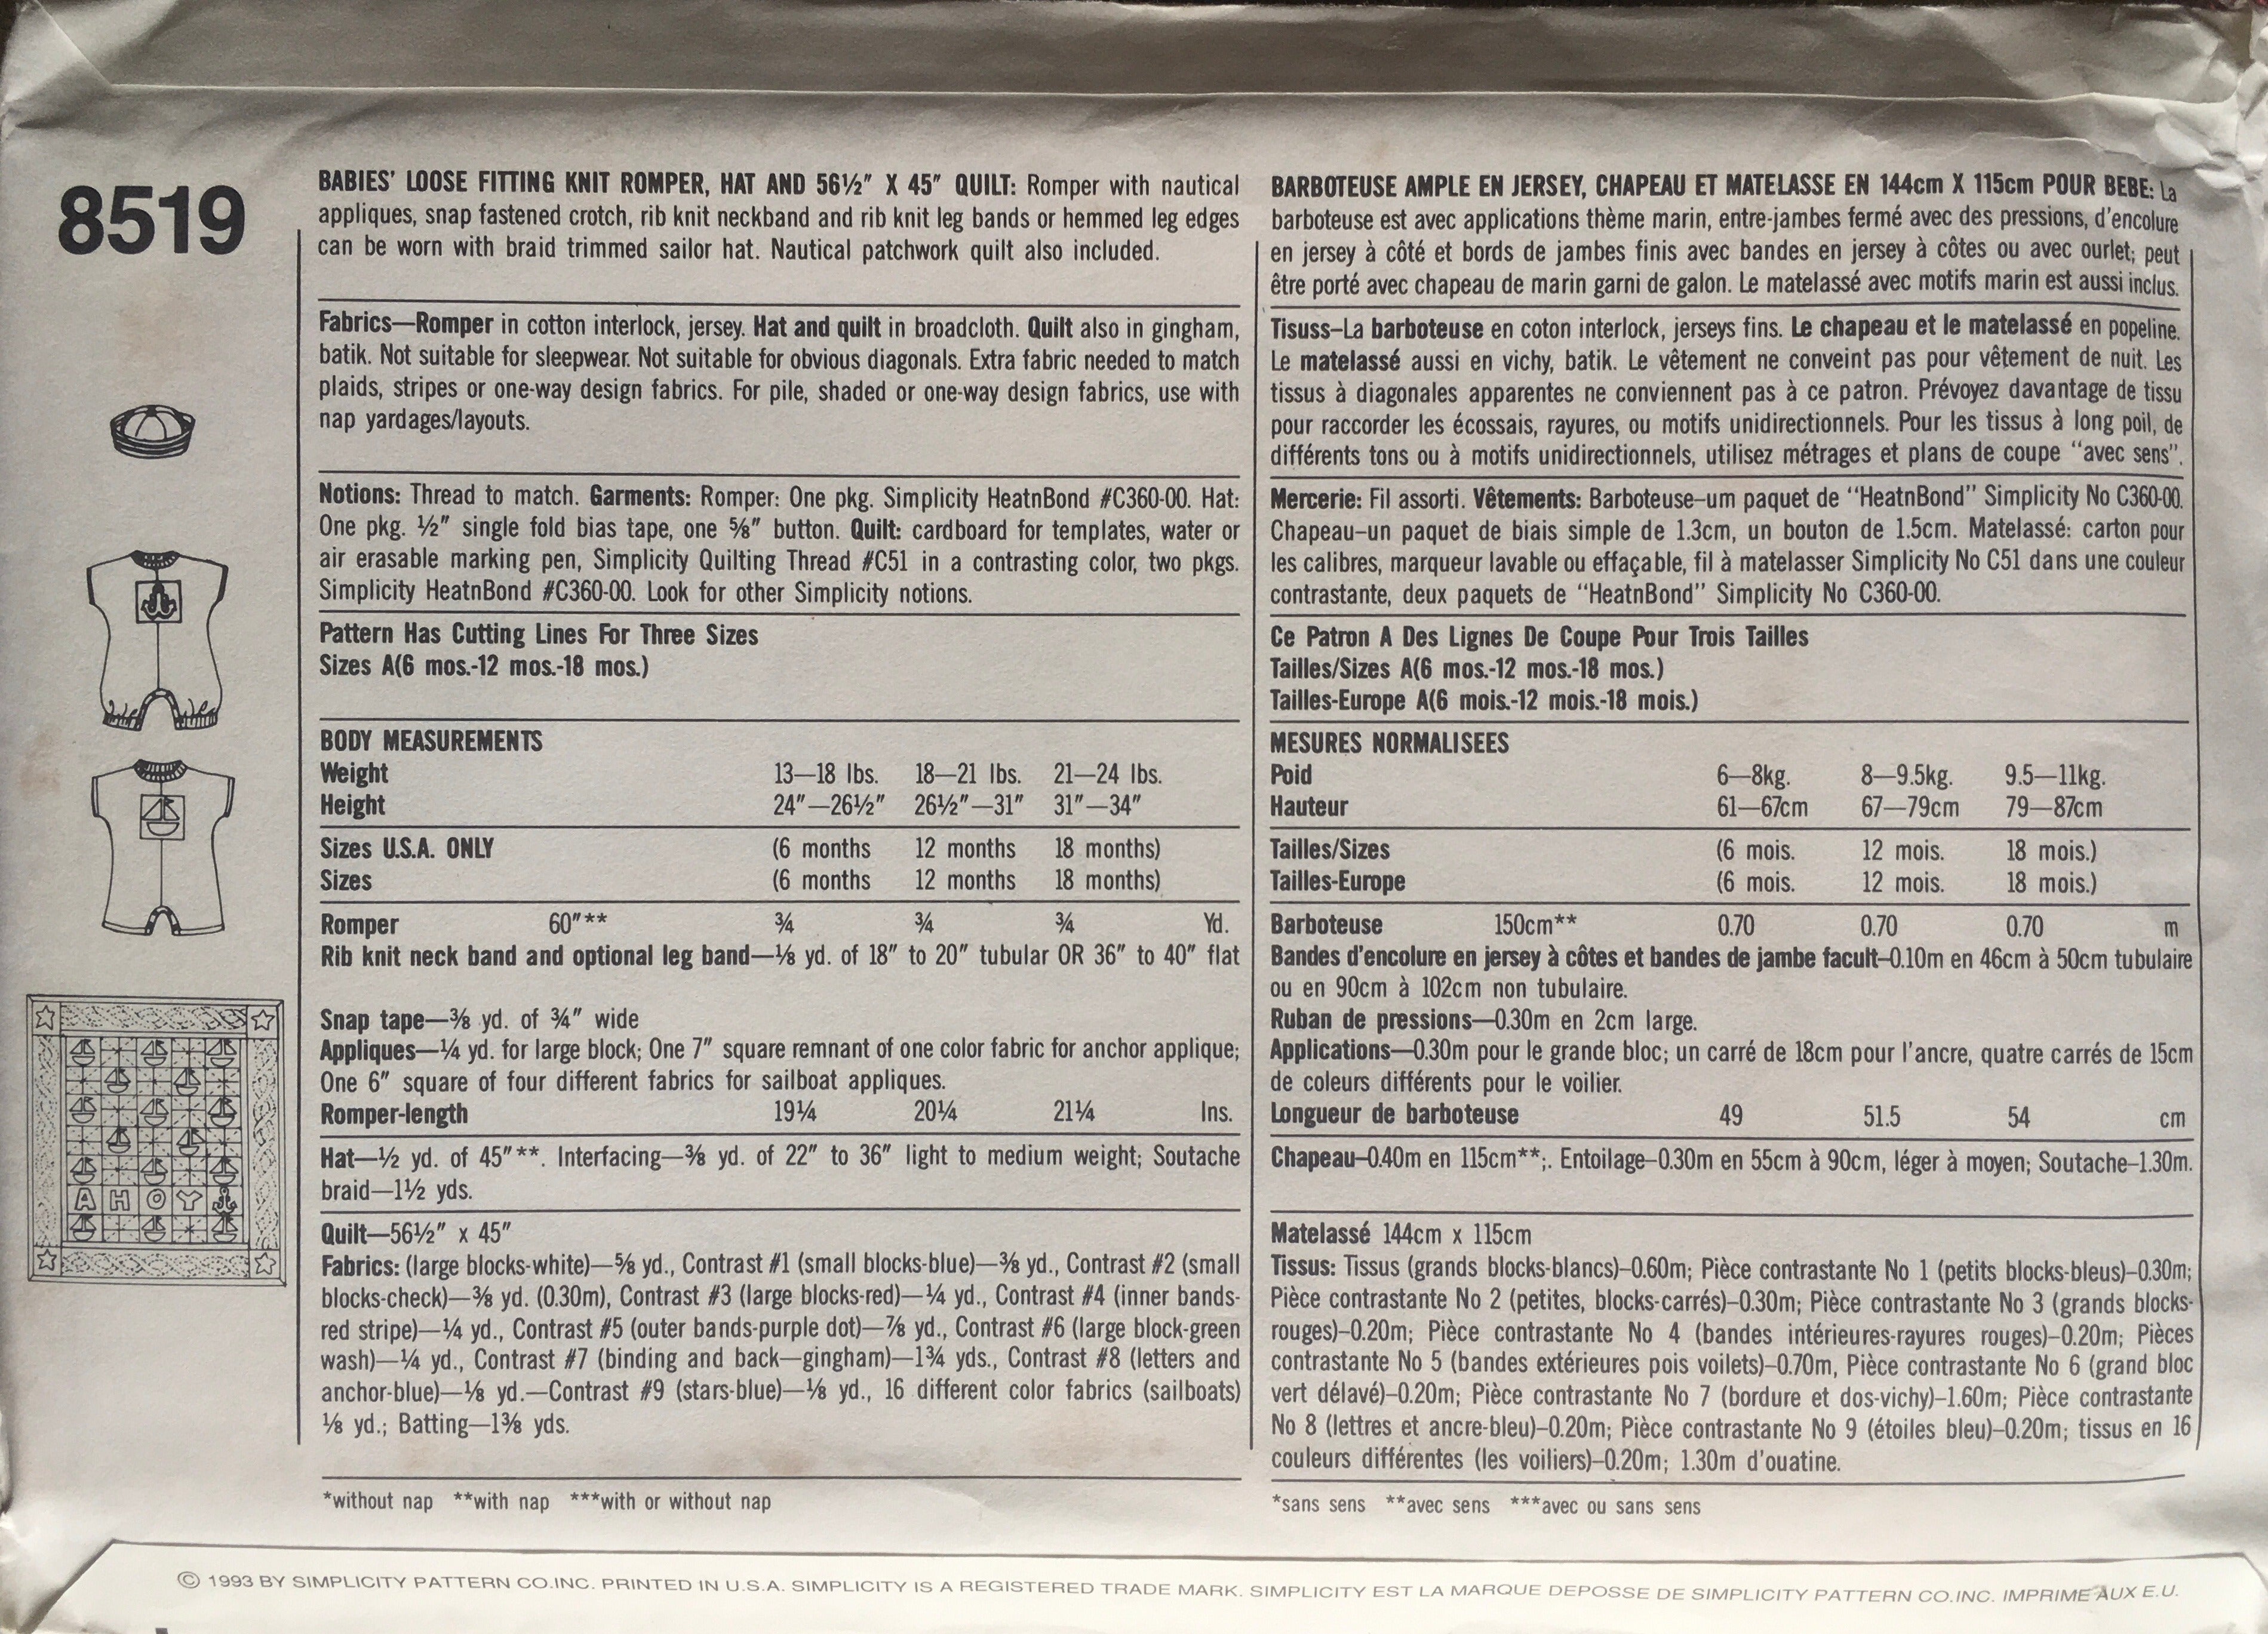 8519
BABIES' LOOSE FITTING KNIT ROMPER, HAT AND 56½" X 45" QUILT: Romper with nautical
appliques, snap fastened crotch, rib knit neckband and rib knit leg bands or hemmed leg edges
can be worn with braid trimmed sailor hat. Nautical patchwork quilt also included.
Fabrics—Romper in cotton interlock, jersey. Hat and quilt in broadcloth. Quilt also in gingham,
batik. Not suitable for sleepwear. Not suitable for obvious diagonals. Extra fabric needed to match
plaids, stripes or one-way design fabrics. For pile, shaded or one-way design fabrics, use with
nap yardages/layouts.
Notions: Thread to match. Garments: Romper: One pkg. Simplicity HeatnBond #C360-00. Hat:
One pkg. ½" single fold bias tape, one ⅝" button. Quilt: cardboard for templates, water or
air erasable marking pen, Simplicity Quilting Thread #C51 in a contrasting color, two pkgs.
Simplicity HeatnBond #C360-00. Look for other Simplicity notions.
Pattern Has Cutting Lines For Three Sizes
Sizes A(6 mos.-12 mos.-18 mos.)
BODY MEASUREMENTS
Weight 13—18 lbs. 18—21 lbs. 21—24 lbs.
Height 24"—26½" 26½"—31" 31"—34"
Sizes U.S.A. ONLY (6 months 12 months 18 months)
Sizes (6 months 12 months 18 months)
Romper 60"** ¾ ¾ ¾ Yd.
Rib knit neck band and optional leg band—⅛ yd. of 18" to 20" tubular OR 36" to 40" flat
Snap tape—⅜ yd. of ¾" wide
Appliques—¼ yd. for large block; One 7" square remnant of one color fabric for anchor applique;
One 6" square of four different fabrics for sailboat appliques.
Romper-length 19¼ 20¼ 21¼ Ins.
Hat—½ yd. of 45"**. Interfacing—⅜ yd. of 22" to 36" light to medium weight; Soutache
braid—1½ yds.
Quilt—56½" x 45"
Fabrics: (large blocks-white)—⅝ yd., Contrast #1 (small blocks-blue)—⅜ yd., Contrast #2 (small
blocks-check)—⅜ yd. (0.30m), Contrast #3 (large blocks-red)—¼ yd., Contrast #4 (inner bands-
red stripe)—¼ yd., Contrast #5 (outer bands-purple dot)—⅞ yd., Contrast #6 (large block-green
wash)—¼ yd., Contrast #7 (binding and back—gingham)—1¾ yds., Contrast #8 (letters and
anchor-blue)—⅛ yd.—Contrast #9 (stars-blue)—⅛ yd., 16 different color fabrics (sailboats)
⅛ yd.; Batting—1⅜ yds.
*without nap **with nap ***with or without nap
BARBOTEUSE AMPLE EN JERSEY, CHAPEAU ET MATELASSE EN 144cm X 115cm POUR BEBE: La
barboteuse est avec applications thème marin, entre-jambes fermé avec des pressions, d'encolure
en jersey à côté et bords de jambes finis avec bandes en jersey à côtes ou avec ourlet; peut
être porté avec chapeau de marin garni de galon. Le matelassé avec motifs marin est aussi inclus.
Tisuss–La barboteuse en coton interlock, jerseys fins. Le chapeau et le matelassé en popeline.
Le matelassé aussi en vichy, batik. Le vêtement ne conveint pas pour vêtement de nuit. Les
tissus à diagonales apparentes ne conviennent pas à ce patron. Prévoyez davantage de tissu
pour raccorder les écossais, rayures, ou motifs unidirectionnels. Pour les tissus à long poil, de
différents tons ou à motifs unidirectionnels, utilisez métrages et plans de coupe "avec sens".
Mercerie: Fil assorti. Vêtements: Barboteuse–um paquet de "HeatnBond" Simplicity No C360-00.
Chapeau–un paquet de biais simple de 1.3cm, un bouton de 1.5cm. Matelassé: carton pour
les calibres, marqueur lavable ou effaçable, fil à matelasser Simplicity No C51 dans une couleur
contrastante, deux paquets de "HeatnBond" Simplicity No C360-00.
Ce Patron A Des Lignes De Coupe Pour Trois Tailles
Tailles/Sizes A(6 mos.-12 mos.-18 mos.)
Tailles-Europe A(6 mois.-12 mois.-18 mois.)
MESURES NORMALISEES
Poid 6—8kg. 8—9.5kg. 9.5—11kg.
Hauteur 61—67cm 67—79cm 79—87cm
Tailles/Sizes (6 mois. 12 mois. 18 mois.)
Tailles-Europe (6 mois. 12 mois. 18 mois.)
Barboteuse 150cm** 0.70 0.70 0.70 m
Bandes d'encolure en jersey à côtes et bandes de jambe facult–0.10m en 46cm à 50cm tubulaire
ou en 90cm à 102cm non tubulaire.
Ruban de pressions—0.30m en 2cm large.
Applications—0.30m pour le grande bloc; un carré de 18cm pour l'ancre, quatre carrés de 15cm
de coleurs différents pour le voilier.
Longueur de barboteuse 49 51.5 54 cm
Chapeau–0.40m en 115cm**;. Entoilage–0.30m en 55cm à 90cm, léger à moyen; Soutache–1.30m.
Matelassé 144cm x 115cm
Tissus: Tissus (grands blocks-blancs)–0.60m; Pièce contrastante No 1 (petits blocks-bleus)–0.30m;
Pièce contrastante No 2 (petites, blocks-carrés)–0.30m; Pièce contrastante No 3 (grands blocks-
rouges)–0.20m; Pièce contrastante No 4 (bandes intérieures-rayures rouges)–0.20m; Pièces
contrastante No 5 (bandes extérieures pois voilets)–0.70m, Pièce contrastante No 6 (grand bloc
vert délavé)–0.20m; Pièce contrastante No 7 (bordure et dos-vichy)–1.60m; Pièce contrastante
No 8 (lettres et ancre-bleu)–0.20m; Pièce contrastante No 9 (étoiles bleu)–0.20m; tissus en 16
couleurs différentes (les voiliers)–0.20m; 1.30m d'ouatine.
*sans sens **avec sens ***avec ou sans sens
AHOY
© 1993 BY SIMPLICITY PATTERN CO.INC. PRINTED IN U.S.A. SIMPLICITY IS A REGISTERED TRADE MARK. SIMPLICITY EST LA MARQUE DEPOSSE DE SIMPLICITY PATTERN CO.INC. IMPRIME AUX E.U.